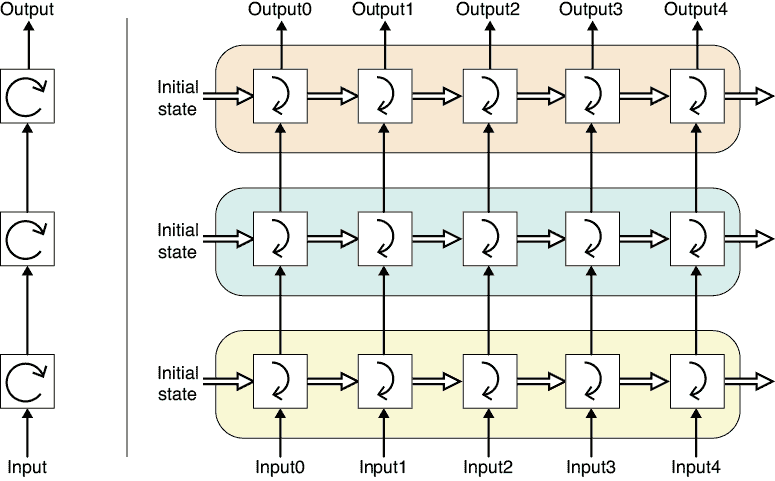 Output
Output0 Output1 Output2 Output3 Output4
Initial
state
Initial
state
Initial
state
Input
Input0 Input1 Input2 Input3 Input4